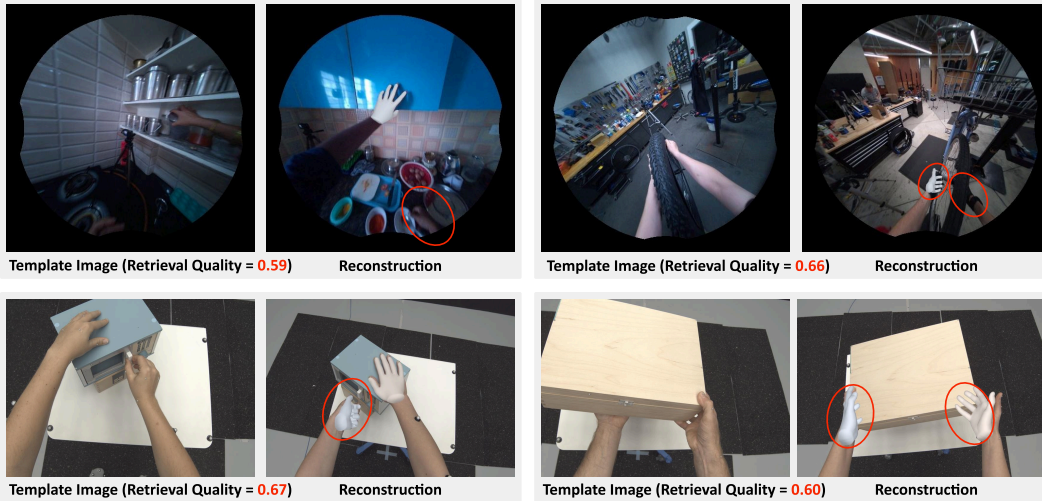 Template Image (Retrieval Quality = 0.59) Reconstruction
Template Image (Retrieval Quality = 0.66) Reconstruction
Template Image (Retrieval Quality = 0.67) Reconstruction
Template Image (Retrieval Quality = 0.60) Reconstruction